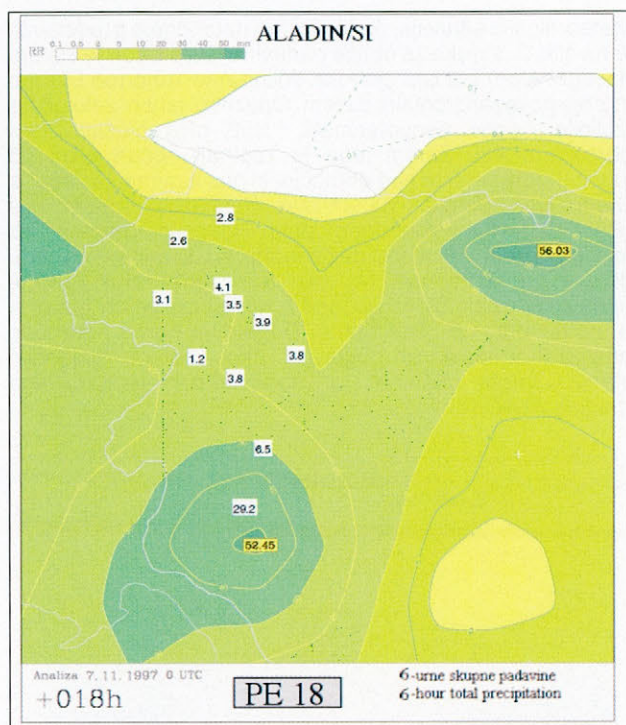 ALADIN/SI
RR 0.1 0.5 5 10 20 30 40 50 mm
2.8
2.6
56.03
4.1
3.1
3.5
3.9
1.2
3.8
3.8
6.5
29.2
52.45
Analiza 7.11.1997 0 UTC
+018h
PE 18
6-urne skupne padavine
6-hour total precipitation